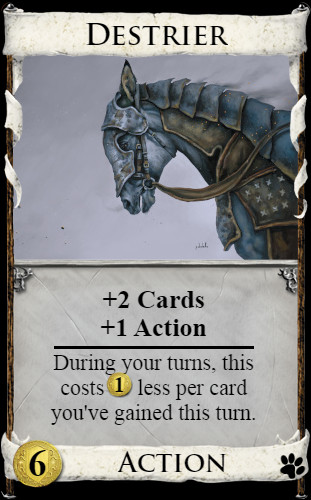 DESTRIER
+2 Cards
+1 Action
During your turns, this
costs 1 less per card
you've gained this turn.
6 ACTION